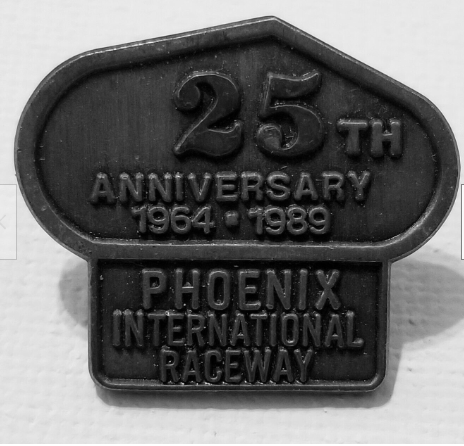 25TH
ANNIVERSARY
1964 ▪ 1989
PHOENIX
INTERNATIONAL
RACEWAY